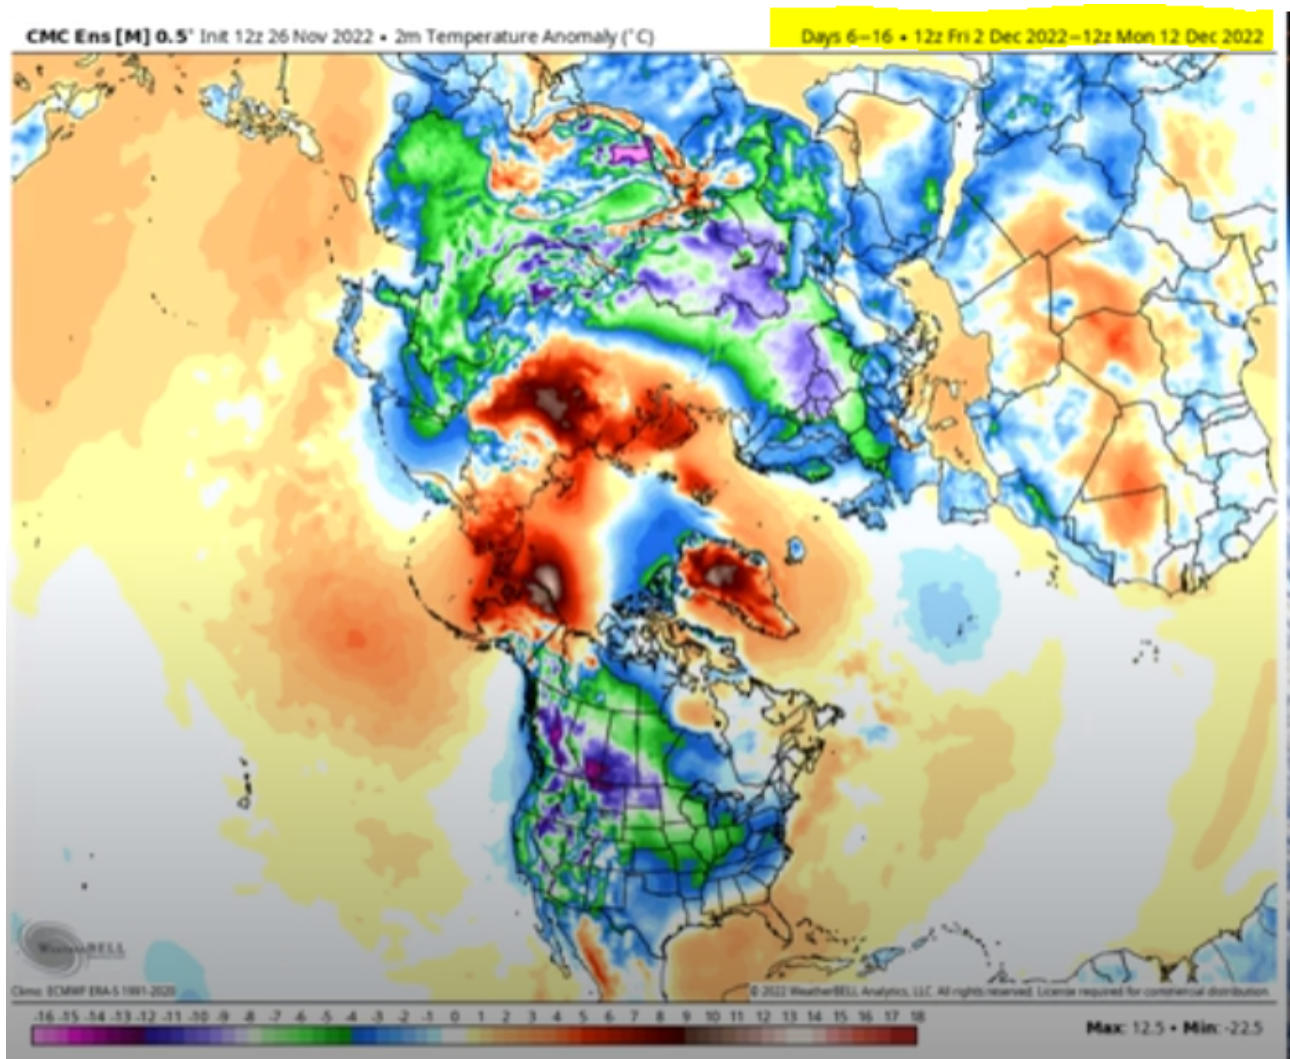 CMC Ens [M] 0.5° Init 12z 26 Nov 2022 • 2m Temperature Anomaly (°C)
Days 6−16 • 12z Fri 2 Dec 2022−12z Mon 12 Dec 2022
WeatherBELL
Climo: ECMWF ERA-5 1991-2020
© 2022 WeatherBELL Analytics, LLC. All rights reserved. License required for commercial distribution.
-16 -15 -14 -13 -12 -11 -10 -9 -8 -7 -6 -5 -4 -3 -2 -1 0 1 2 3 4 5 6 7 8 9 10 11 12 13 14 15 16 17 18
Max: 12.5 • Min: -22.5